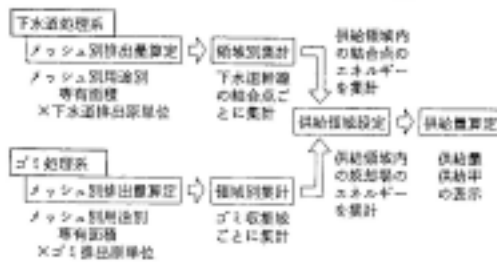 下水道処理系
メッシュ別排出量算定
メッシュ別用途別
専有面積
×下水道排出原単位
領域別集計
下水道幹線
の結合点ご
とに集計
供給領域内
の結合点の
エネルギー
を集計
供給領域設定
供給量算定
供給量
供給率
の表示
ゴミ処理系
メッシュ別排出量算定
メッシュ別用途別
専有面積
×ゴミ排出原単位
領域別集計
ゴミ収集域
ごとに集計
供給領域内
の焼却場の
エネルギー
を集計